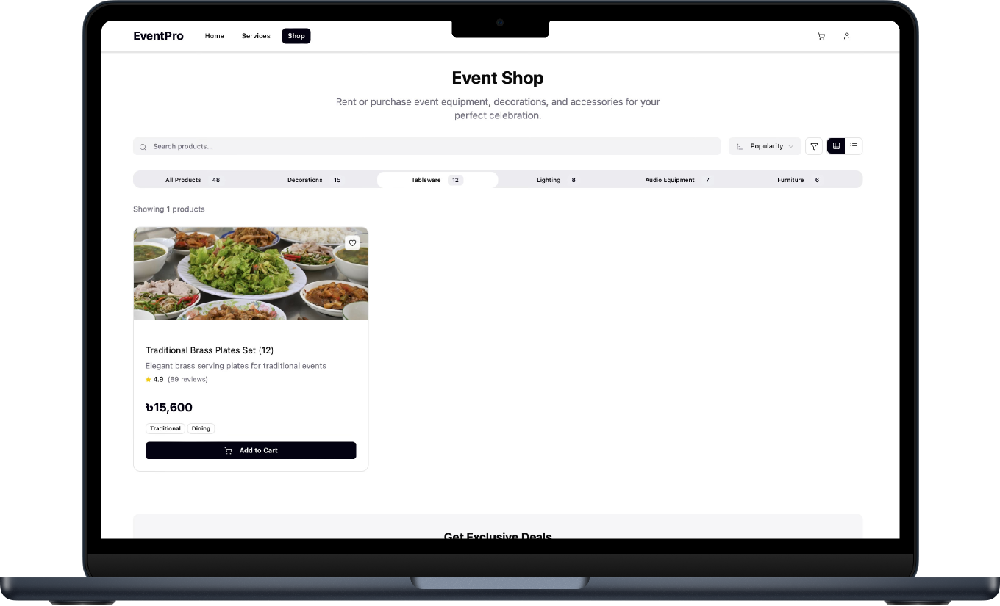 EventPro Home Services Shop
Event Shop
Rent or purchase event equipment, decorations, and accessories for your
perfect celebration.
Search products... Popularity
All Products 48 Decorations 15 Tableware 12 Lighting 8 Audio Equipment 7 Furniture 6
Showing 1 products
Traditional Brass Plates Set (12)
Elegant brass serving plates for traditional events
4.9 (89 reviews)
৳15,600
Traditional Dining
Add to Cart
Get Exclusive Deals